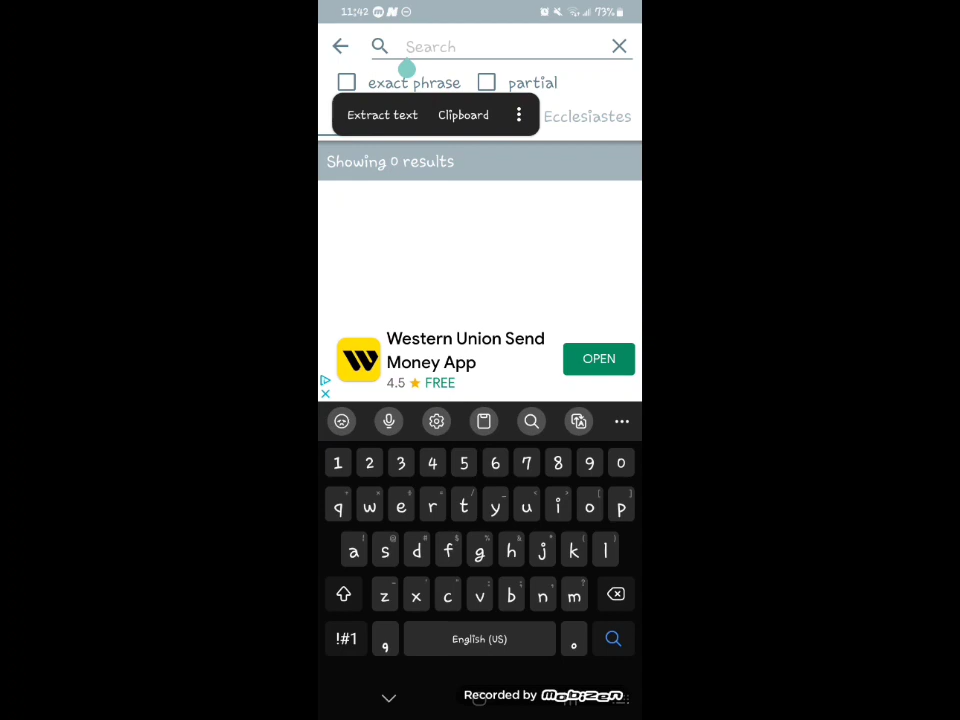 11:42 73%
Search
exact phrase partial
Extract text Clipboard Ecclesiastes
Showing 0 results
Western Union Send
Money App
OPEN
4.5 FREE
1 2 3 4 5 6 7 8 9 0
q w e r t y u i o p
a s d f g h j k l
z x c v b n m
!#1 , English (US) .
Recorded by MOBIZEN